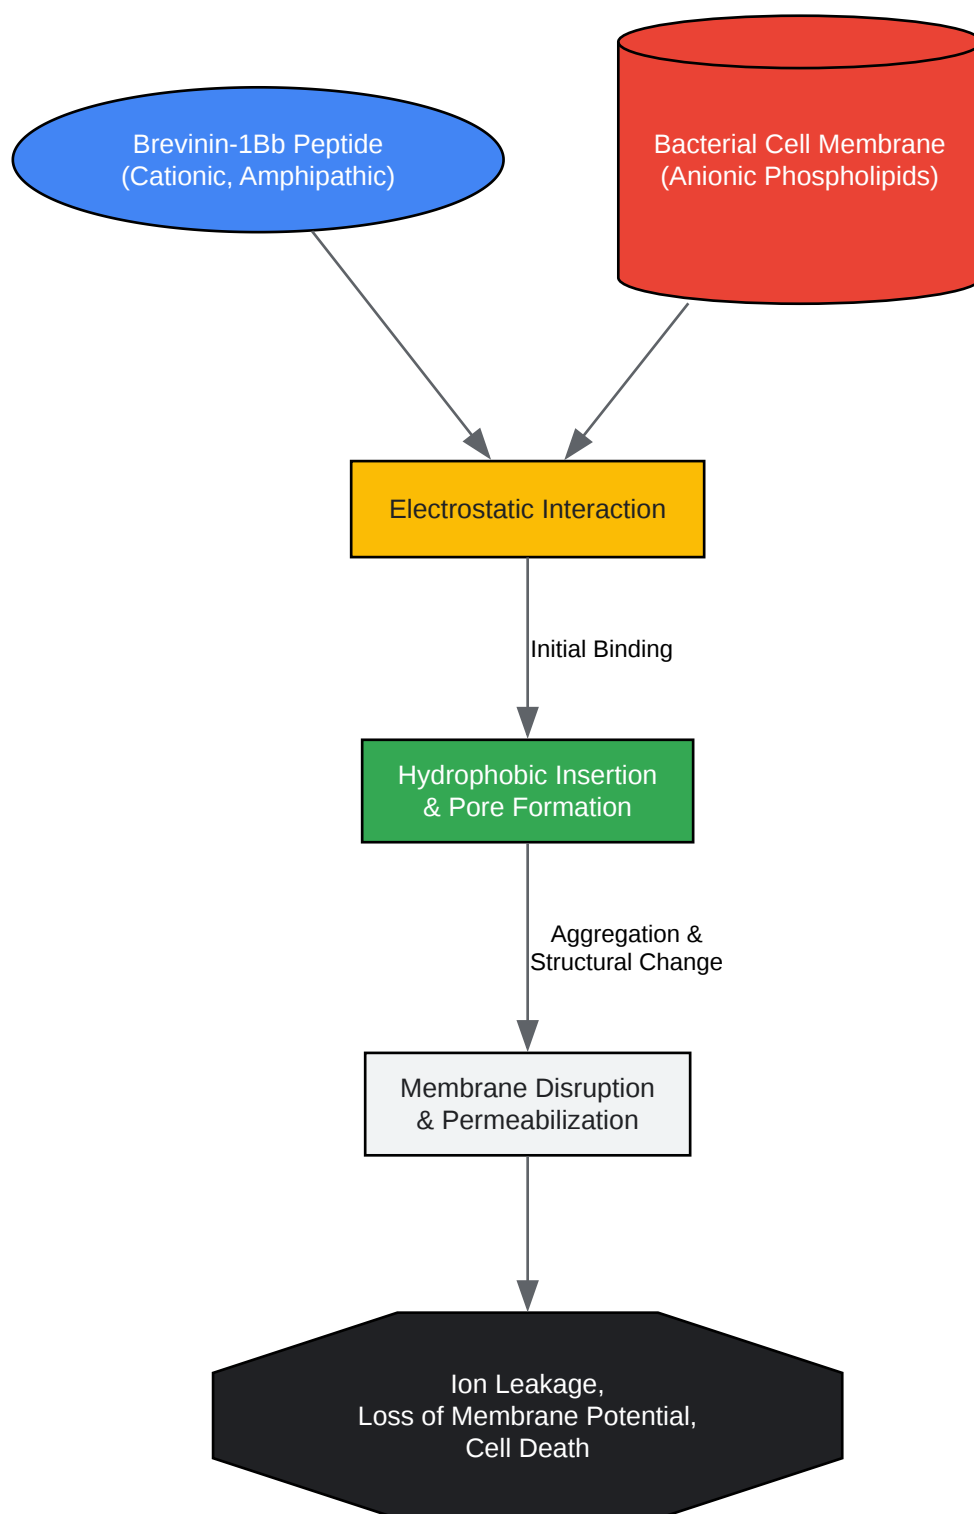 Brevinin-1Bb Peptide
(Cationic, Amphipathic)
Bacterial Cell Membrane
(Anionic Phospholipids)
Electrostatic Interaction
Initial Binding
Hydrophobic Insertion
& Pore Formation
Aggregation &
Structural Change
Membrane Disruption
& Permeabilization
Ion Leakage,
Loss of Membrane Potential,
Cell Death